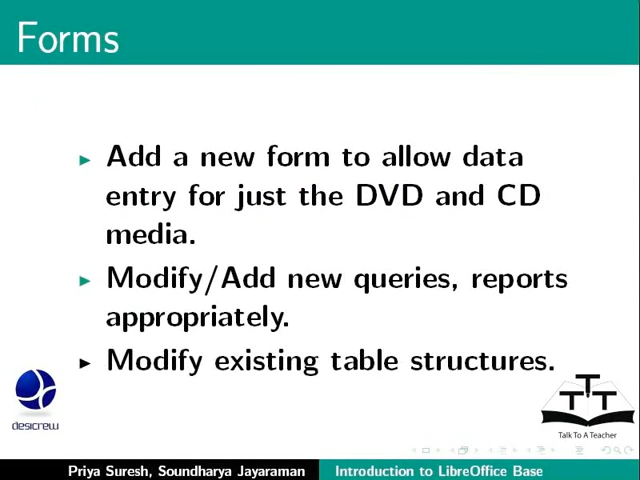 Forms
Add a new form to allow data
entry for just the DVD and CD
media.
Modify/Add new queries, reports
appropriately.
Modify existing table structures.
desicrew
TTT
Talk To A Teacher
Priya Suresh, Soundharya Jayaraman
Introduction to LibreOffice Base